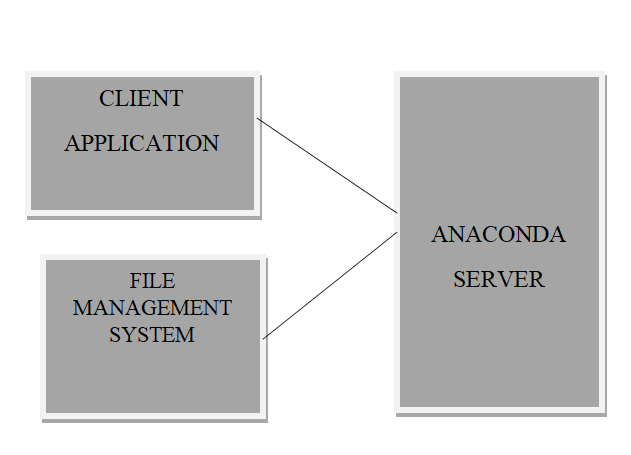 CLIENT
APPLICATION
FILE
MANAGEMENT
SYSTEM
ANACONDA
SERVER